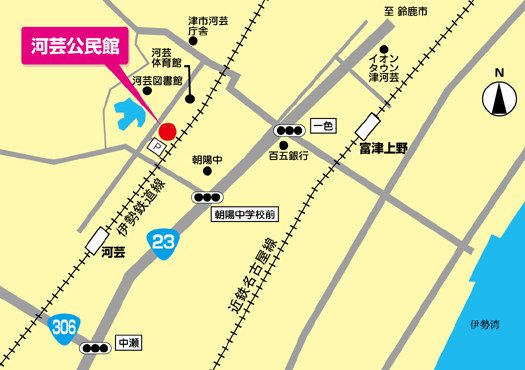 至 鈴鹿市
津市河芸
庁舎
河芸公民館
河芸
体育館
イオン
タウン
津河芸
河芸図書館
N
一色
富津上野
P
百五銀行
朝陽中
伊勢鉄道線
朝陽中学校前
河芸
23
近鉄名古屋線
306
伊勢湾
中瀬